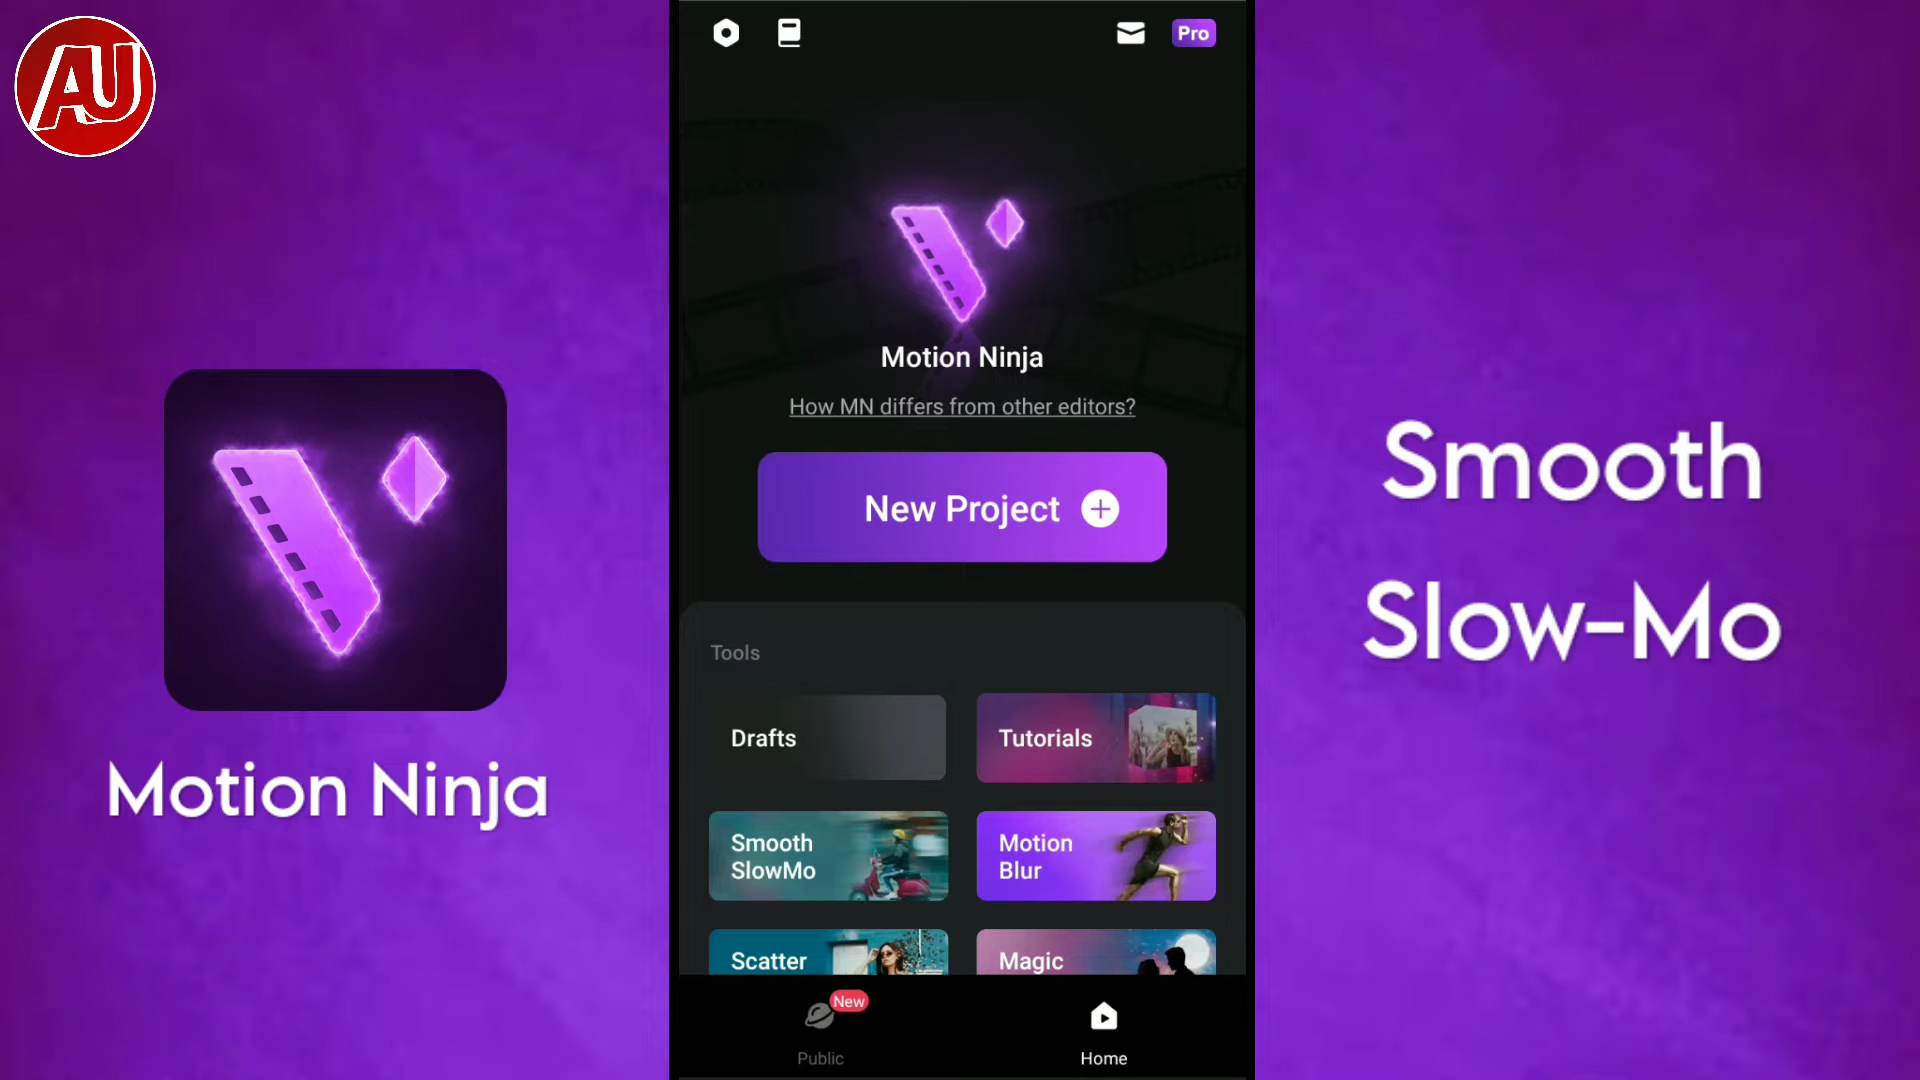 AU
Pro
Motion Ninja
How MN differs from other editors?
New Project
Tools
Drafts
Tutorials
Smooth
SlowMo
Motion
Blur
Scatter
Magic
New
Public
Home
Motion Ninja
Smooth
Slow-Mo